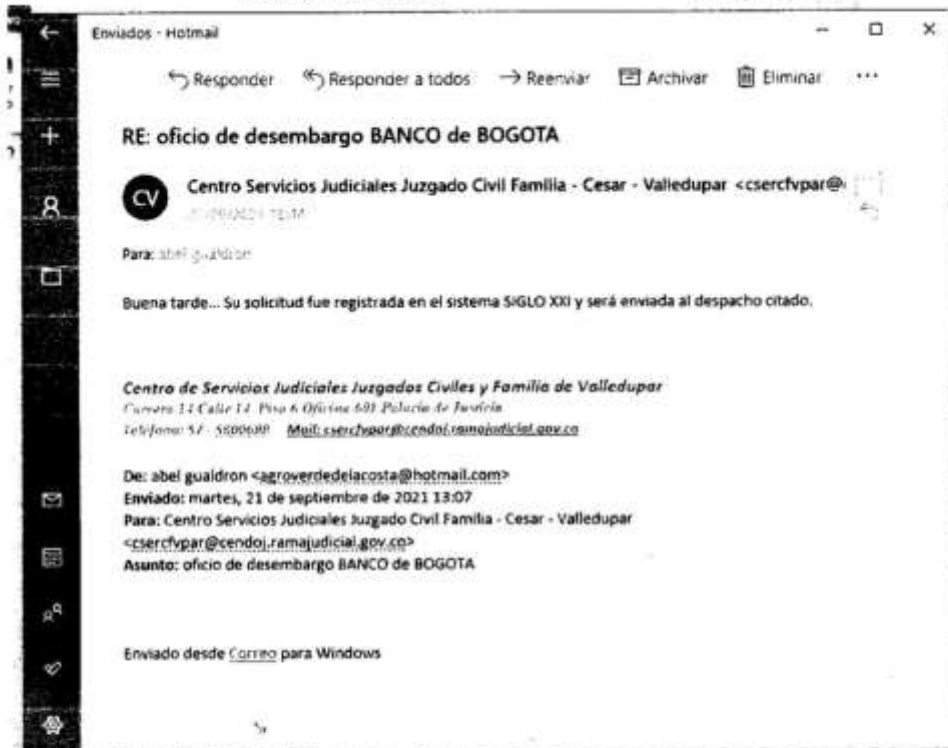 Enviados - Hotmail
Responder Responder a todos Reenviar Archivar Eliminar ...
RE: oficio de desembargo BANCO de BOGOTA
CV
Centro Servicios Judiciales Juzgado Civil Familia - Cesar - Valledupar <csercfvpar@
Para: abel gualdron
Buena tarde... Su solicitud fue registrada en el sistema SIGLO XXI y será enviada al despacho citado.
Centro de Servicios Judiciales Juzgados Civiles y Familia de Valledupar
Carrera 14 Calle 14 Piso 6 Oficina 601 Palacio de Justicia
Mail: csercfvpar@cendoj.ramajudicial.gov.co
De: abel gualdron <agroverdedelacosta@hotmail.com>
Enviado: martes, 21 de septiembre de 2021 13:07
Para: Centro Servicios Judiciales Juzgado Civil Familia - Cesar - Valledupar
<csercfvpar@cendoj.ramajudicial.gov.co>
Asunto: oficio de desembargo BANCO de BOGOTA
Enviado desde Correo para Windows